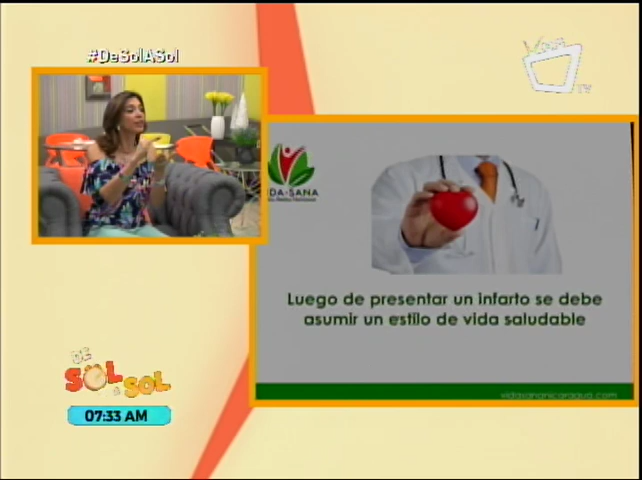 #DeSolASol
Vos
TV
VIDA-SANA
Luego de presentar un infarto se debe
asumir un estilo de vida saludable
DE
SOL
a
SOL
07:33 AM
vidasananicaragua.com